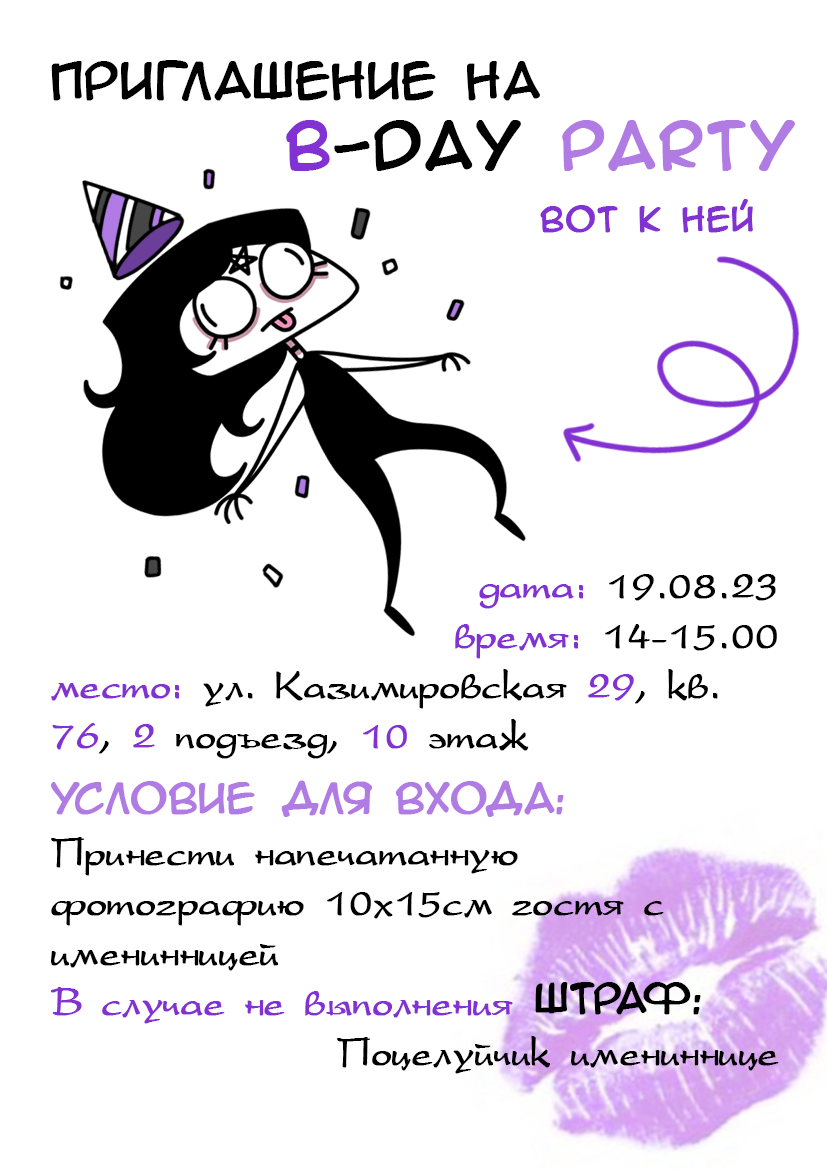 ПРИГЛАШЕНИЕ НА
B-DAY PARTY
ВОТ К НЕЙ
дата: 19.08.23
время: 14-15.00
место: ул. Казимировская 29, кв.
76, 2 подъезд, 10 этаж
УСЛОВИЕ ДЛЯ ВХОДА:
Принести напечатанную
фотографию 10х15см гостя с
именинницей
В случае не выполнения ШТРАФ:
Поцелуйчик имениннице